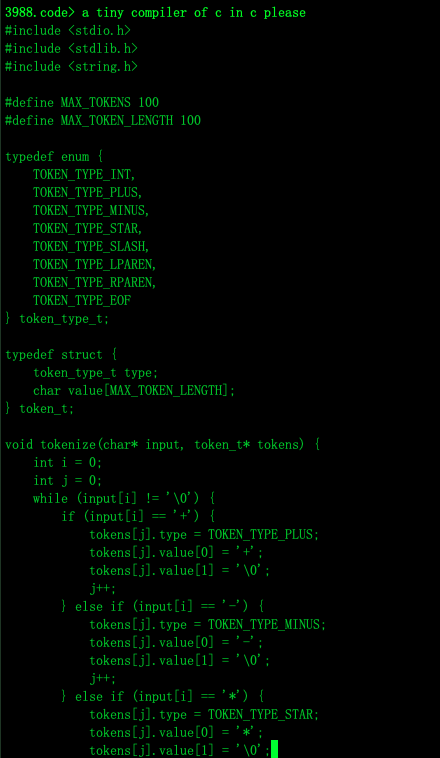 3988.code> a tiny compiler of c in c please
#include <stdio.h>
#include <stdlib.h>
#include <string.h>

#define MAX_TOKENS 100
#define MAX_TOKEN_LENGTH 100

typedef enum {
    TOKEN_TYPE_INT,
    TOKEN_TYPE_PLUS,
    TOKEN_TYPE_MINUS,
    TOKEN_TYPE_STAR,
    TOKEN_TYPE_SLASH,
    TOKEN_TYPE_LPAREN,
    TOKEN_TYPE_RPAREN,
    TOKEN_TYPE_EOF
} token_type_t;

typedef struct {
    token_type_t type;
    char value[MAX_TOKEN_LENGTH];
} token_t;

void tokenize(char* input, token_t* tokens) {
    int i = 0;
    int j = 0;
    while (input[i] != '\0') {
        if (input[i] == '+') {
            tokens[j].type = TOKEN_TYPE_PLUS;
            tokens[j].value[0] = '+';
            tokens[j].value[1] = '\0';
            j++;
        } else if (input[i] == '-') {
            tokens[j].type = TOKEN_TYPE_MINUS;
            tokens[j].value[0] = '-';
            tokens[j].value[1] = '\0';
            j++;
        } else if (input[i] == '*') {
            tokens[j].type = TOKEN_TYPE_STAR;
            tokens[j].value[0] = '*';
            tokens[j].value[1] = '\0';